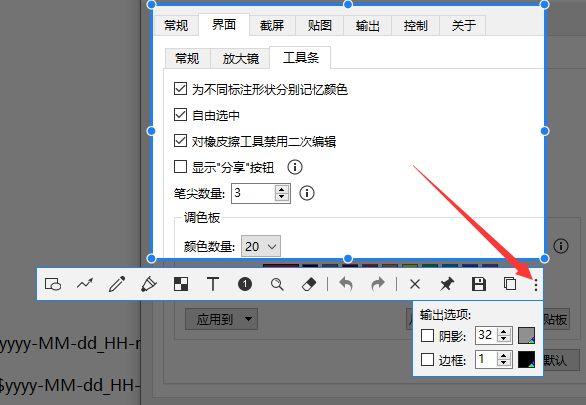 常规 界面 截屏 贴图 输出 控制 关于
常规 放大镜 工具条
为不同标注形状分别记忆颜色
自由选中
对橡皮擦工具禁用二次编辑
显示"分享"按钮
笔尖数量: 3
调色板
颜色数量: 20
T 1
输出选项:
应用到 贴板
阴影: 32
yyyy-MM-dd_HH-
边框: 1 默认
$yyyy-MM-dd_HH-